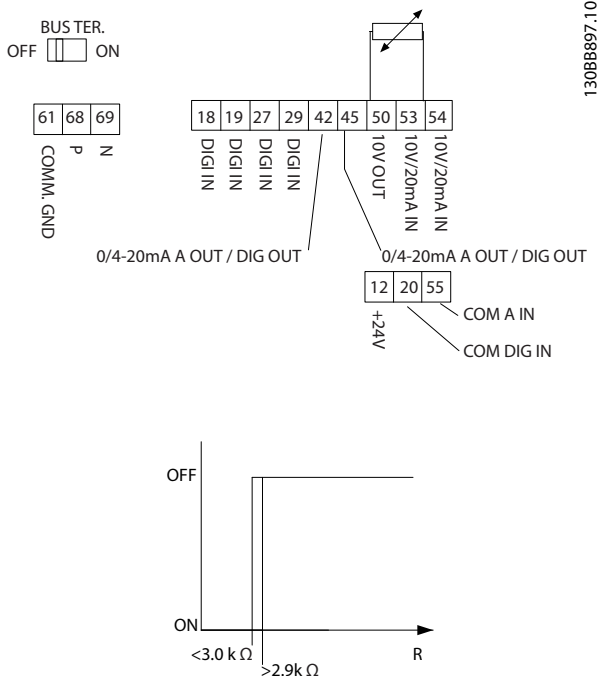 130BB897.10
BUS TER.
OFF ON
61 68 69
COMM. GND
P
N
18 19 27 29 42 45 50 53 54
DIGI IN
DIGI IN
DIGI IN
DIGI IN
10V OUT
10V/20mA IN
10V/20mA IN
0/4-20mA A OUT / DIG OUT
0/4-20mA A OUT / DIG OUT
12 20 55
+24V
COM A IN
COM DIG IN
OFF
ON
<3.0 k Ω
>2.9k Ω
R